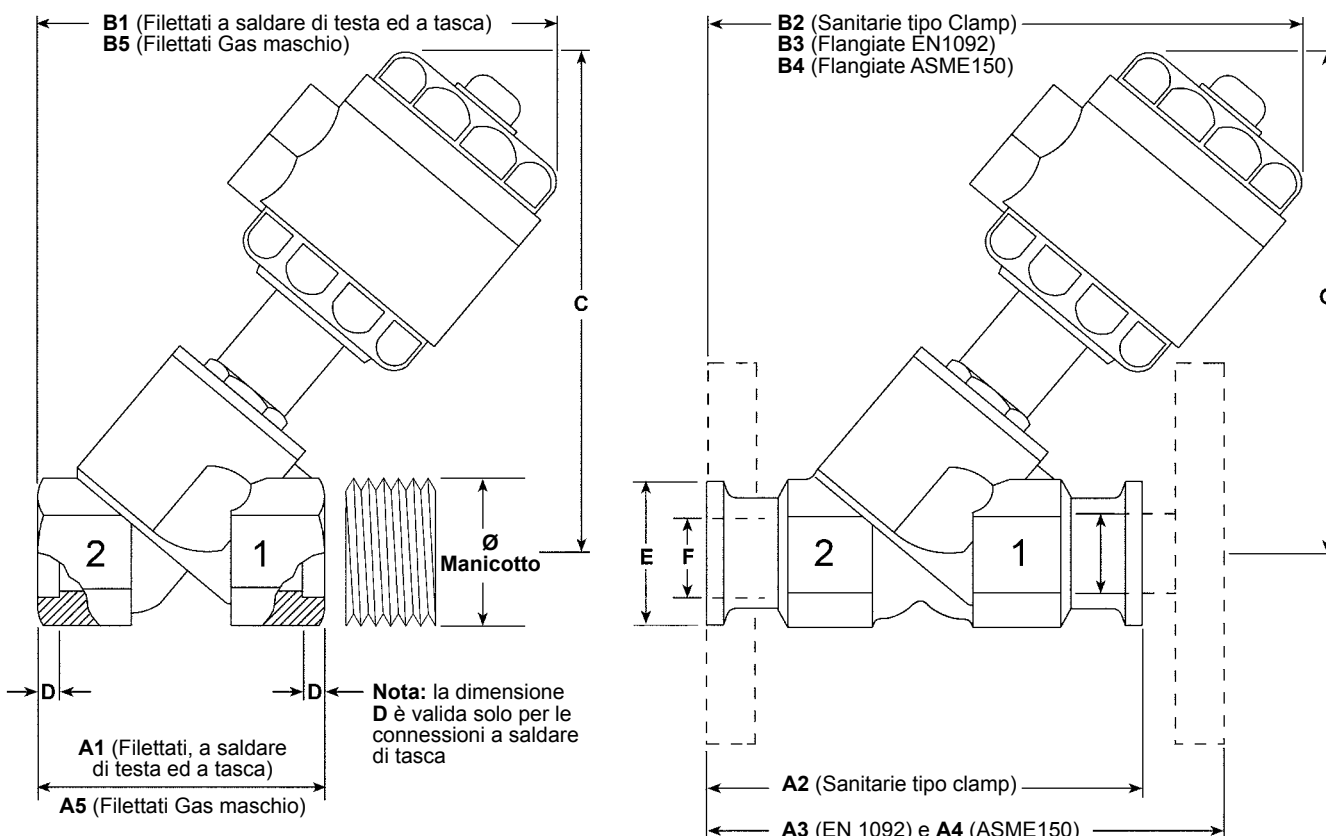 B1 (Filettati a saldare di testa ed a tasca)
B5 (Filettati Gas maschio)
C
2
1
Ø
Manicotto
D
D
Nota: la dimensione
D è valida solo per le
connessioni a saldare
di tasca
A1 (Filettati, a saldare
di testa ed a tasca)
A5 (Filettati Gas maschio)
B2 (Sanitarie tipo Clamp)
B3 (Flangiate EN1092)
B4 (Flangiate ASME150)
E
F
2
1
A2 (Sanitarie tipo clamp)
A3 (EN 1092) e A4 (ASME150)